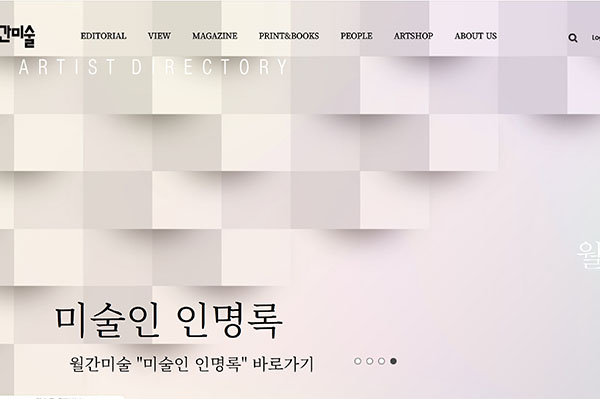 간미술 EDITORIAL VIEW MAGAZINE PRINT&BOOKS PEOPLE ARTSHOP ABOUT US
ARTIST DIRECTORY
월
미술인 인명록
월간미술 "미술인 인명록" 바로가기